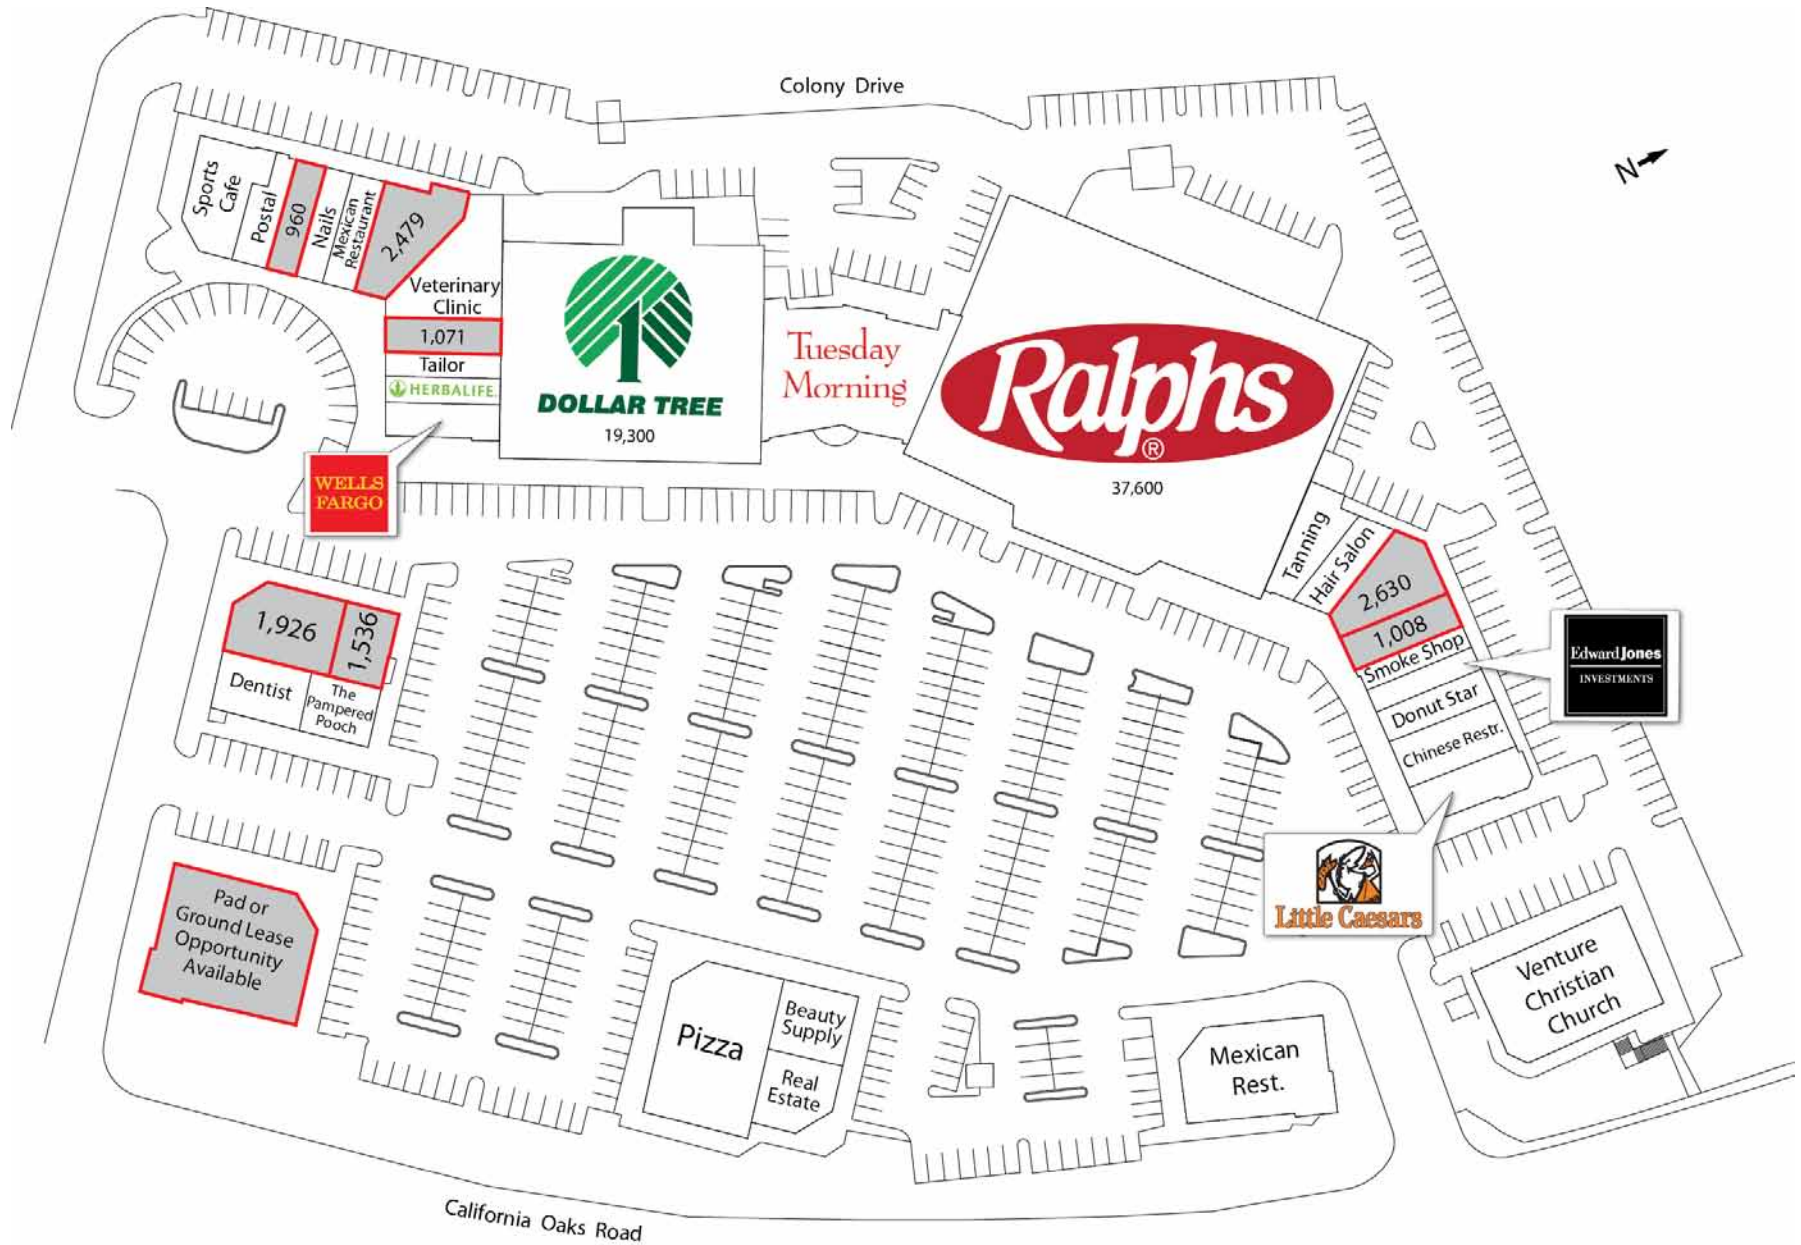 Colony Drive
N
Sports
Cafe
Postal
960
Nails
Mexican
Restaurant
2,479
Veterinary
Clinic
1,071
Tailor
HERBALIFE.
WELLS
FARGO
DOLLAR TREE
19,300
Tuesday
Morning
Ralphs
®
37,600
Tanning
Hair Salon
2,630
1,008
Smoke Shop
Edward Jones
INVESTMENTS
Donut Star
Chinese Restr.
Little Caesars
1,926
1,536
Dentist
The
Pampered
Pooch
Pad or
Ground Lease
Opportunity
Available
Pizza
Beauty
Supply
Real
Estate
Mexican
Rest.
Venture
Christian
Church
California Oaks Road